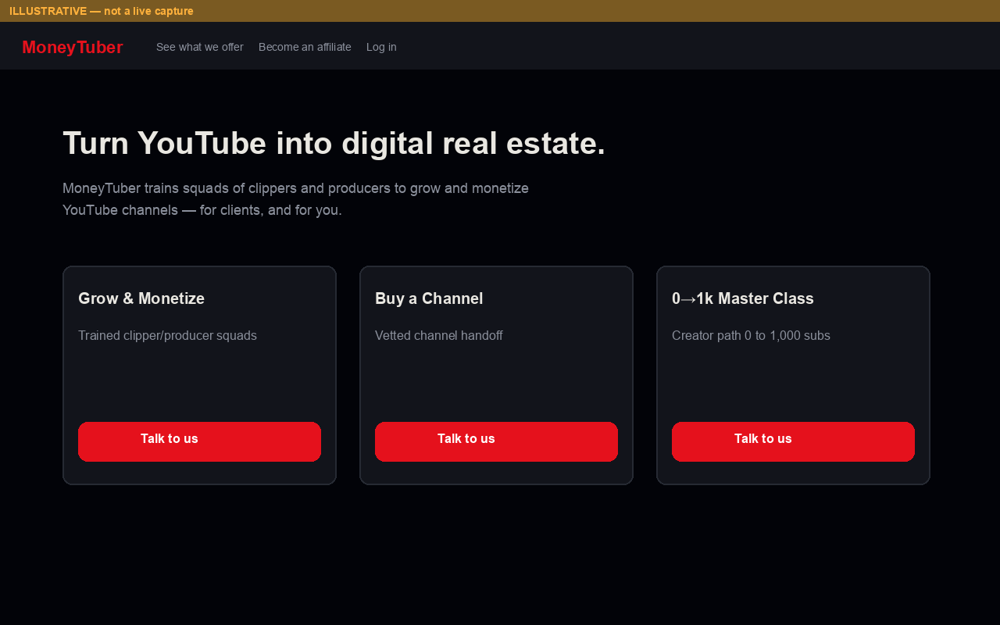 ILLUSTRATIVE — not a live capture
MoneyTuber
See what we offer
Become an affiliate
Log in
Turn YouTube into digital real estate.
MoneyTuber trains squads of clippers and producers to grow and monetize
YouTube channels — for clients, and for you.
Grow & Monetize
Trained clipper/producer squads
Talk to us
Buy a Channel
Vetted channel handoff
Talk to us
0→1k Master Class
Creator path 0 to 1,000 subs
Talk to us